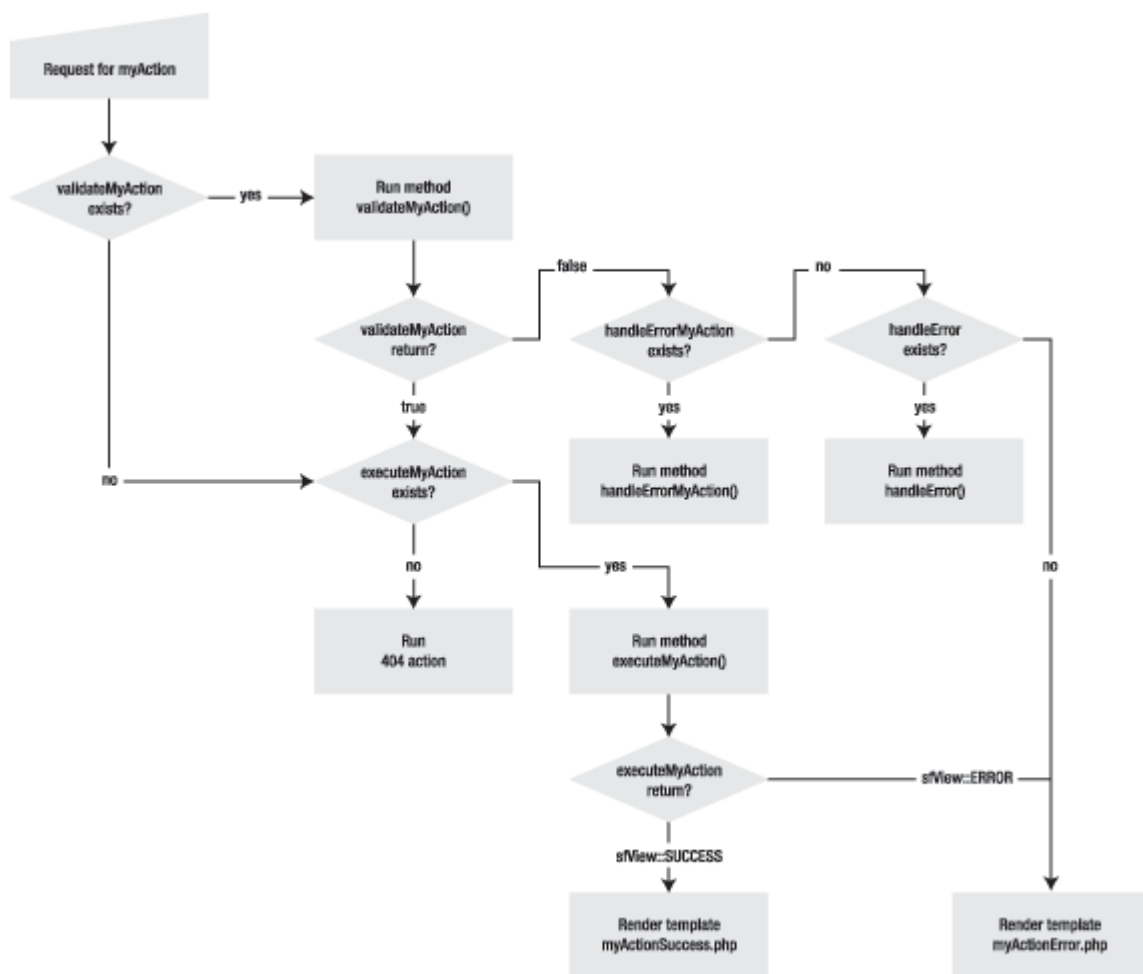 Request for myAction
validateMyAction
exists?
yes
Run method
validateMyAction()
false
no
validateMyAction
return?
handleErrorMyAction
exists?
handleError
exists?
true
yes
yes
no
executeMyAction
exists?
Run method
handleErrorMyAction()
Run method
handleError()
no
yes
no
Run
404 action
Run method
executeMyAction()
executeMyAction
return?
sfView::ERROR
sfView::SUCCESS
Render template
myActionSuccess.php
Render template
myActionError.php